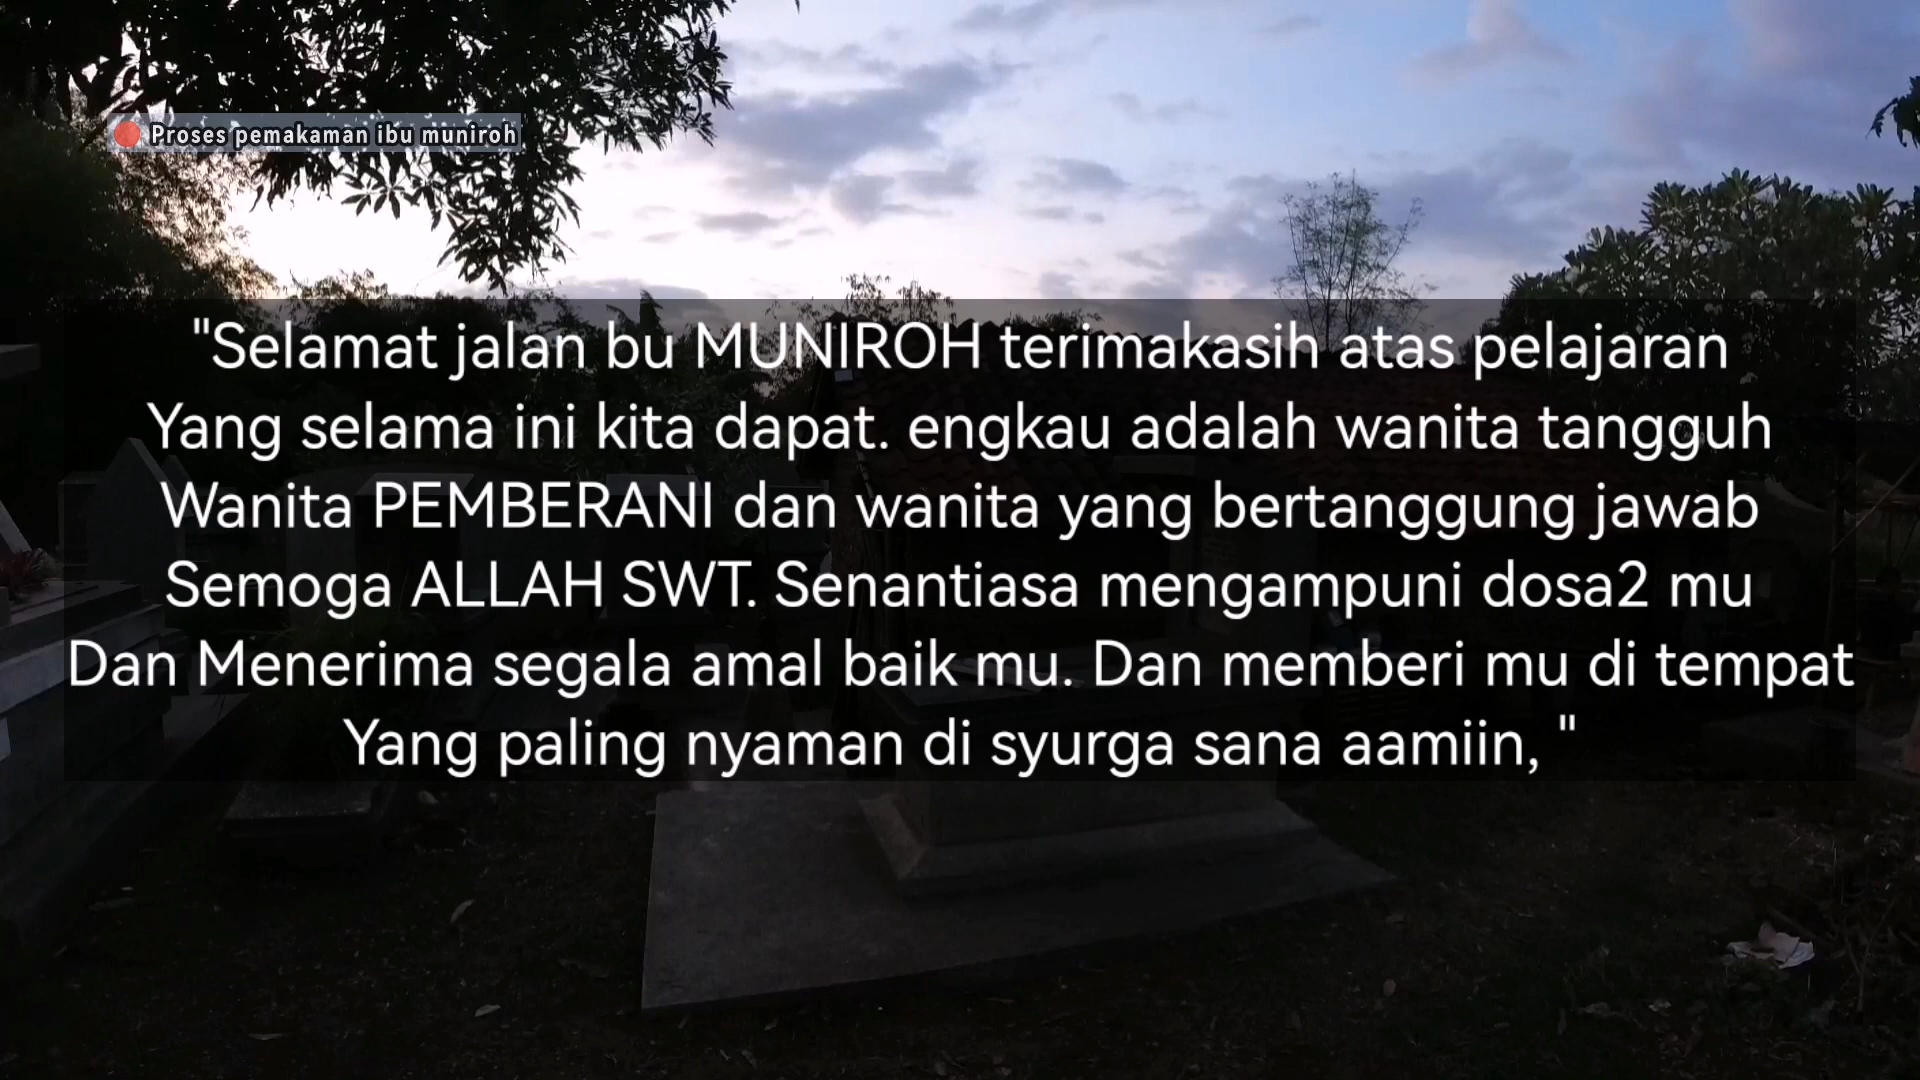 Proses pemakaman ibu muniroh
"Selamat jalan bu MUNIROH terimakasih atas pelajaran
Yang selama ini kita dapat. engkau adalah wanita tangguh
Wanita PEMBERANI dan wanita yang bertanggung jawab
Semoga ALLAH SWT. Senantiasa mengampuni dosa2 mu
Dan Menerima segala amal baik mu. Dan memberi mu di tempat
Yang paling nyaman di syurga sana aamiin, "